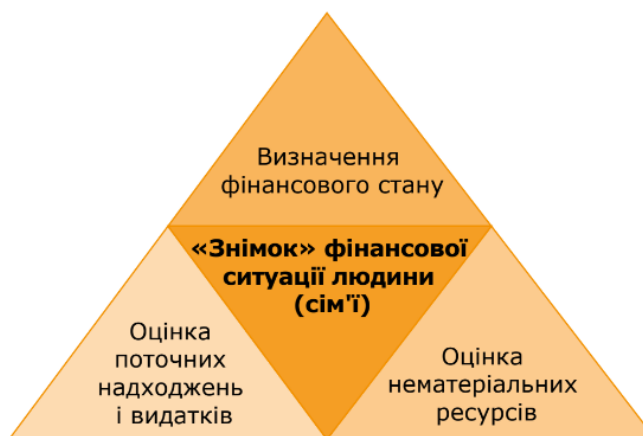 Визначення
фінансового стану
«Знімок» фінансової
ситуації людини
(сім'ї)
Оцінка
поточних
надходжень
і видатків
Оцінка
нематеріальних
ресурсів